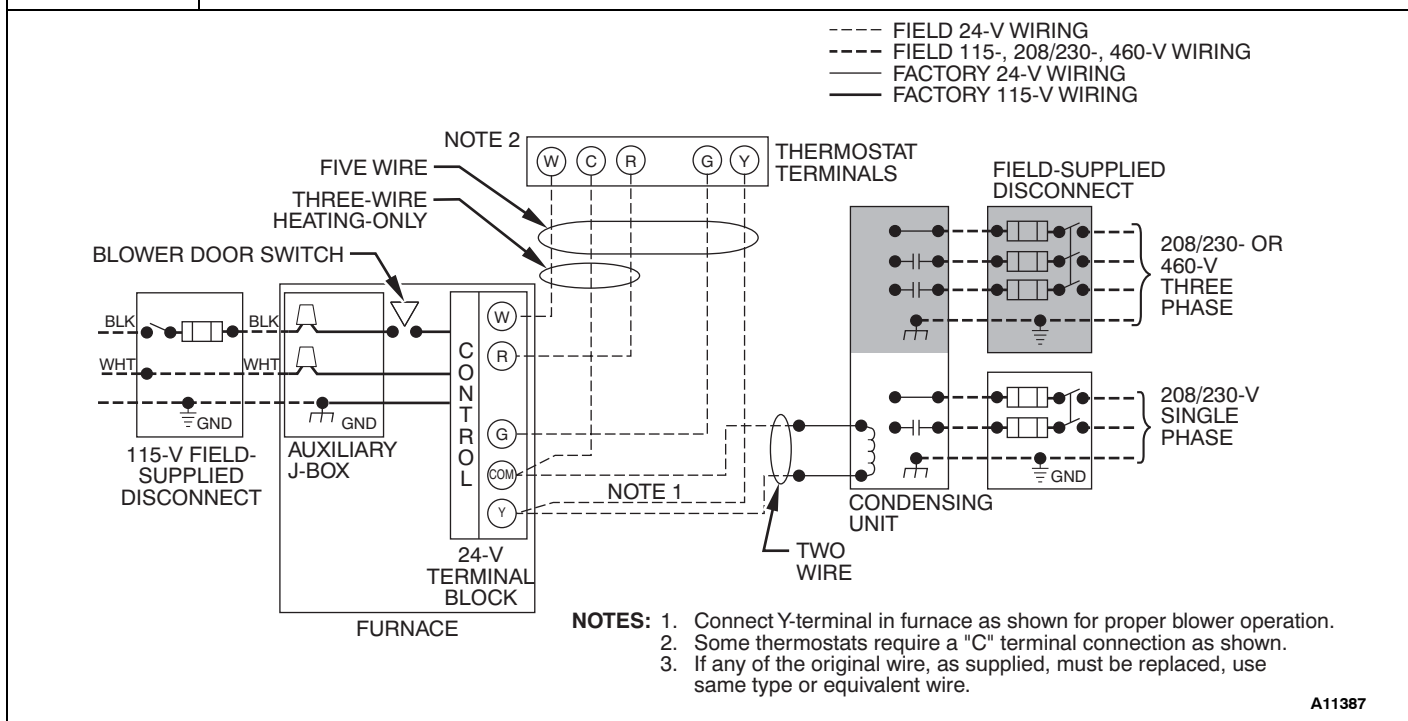 FIELD 24-V WIRING
FIELD 115-, 208/230-, 460-V WIRING
FACTORY 24-V WIRING
FACTORY 115-V WIRING
NOTE 2
W
C
R
G
Y
THERMOSTAT
TERMINALS
FIVE WIRE
THREE-WIRE
HEATING-ONLY
BLOWER DOOR SWITCH
FIELD-SUPPLIED
DISCONNECT
208/230- OR
460-V
THREE
PHASE
BLK
BLK
WHT
WHT
GND
GND
115-V FIELD-
SUPPLIED
DISCONNECT
AUXILIARY
J-BOX
CONTROL
W
R
G
COM
Y
NOTE 1
24-V
TERMINAL
BLOCK
FURNACE
TWO
WIRE
CONDENSING
UNIT
GND
208/230-V
SINGLE
PHASE
NOTES: 1. Connect Y-terminal in furnace as shown for proper blower operation.
2. Some thermostats require a "C" terminal connection as shown.
3. If any of the original wire, as supplied, must be replaced, use
same type or equivalent wire.
A11387